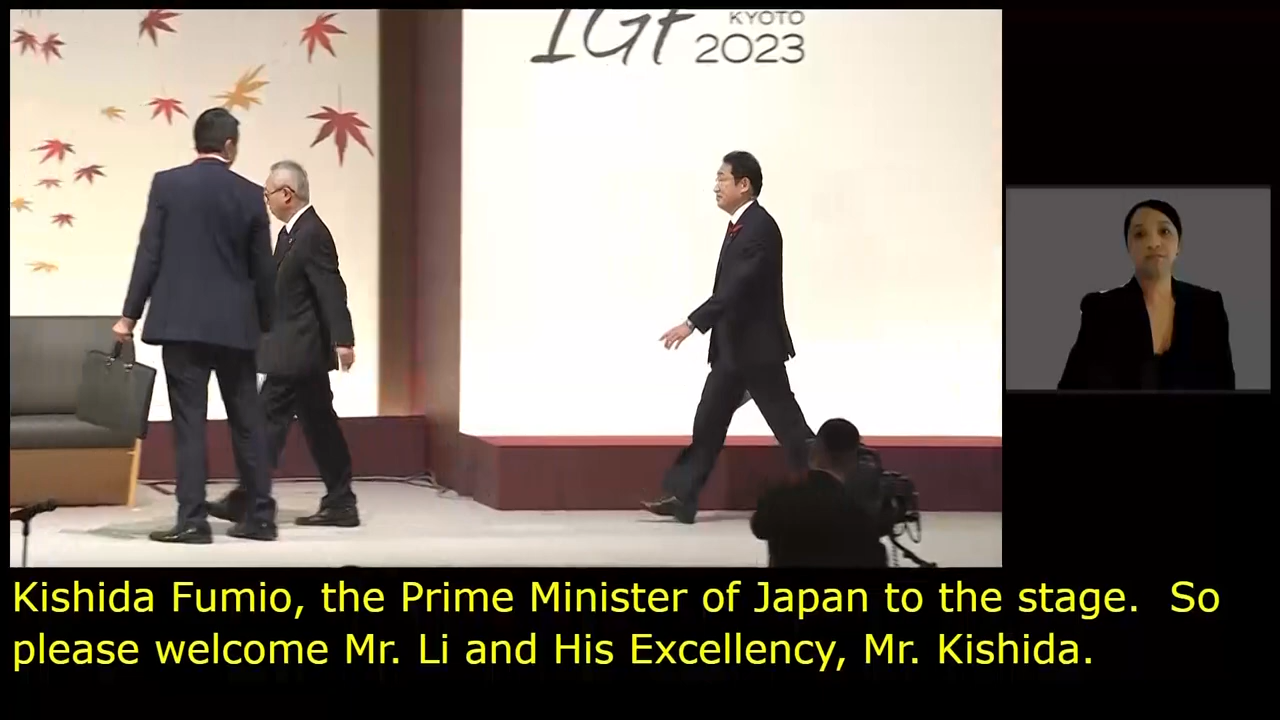 IGF
KYOTO
2023
Kishida Fumio, the Prime Minister of Japan to the stage.  So
please welcome Mr. Li and His Excellency, Mr. Kishida.